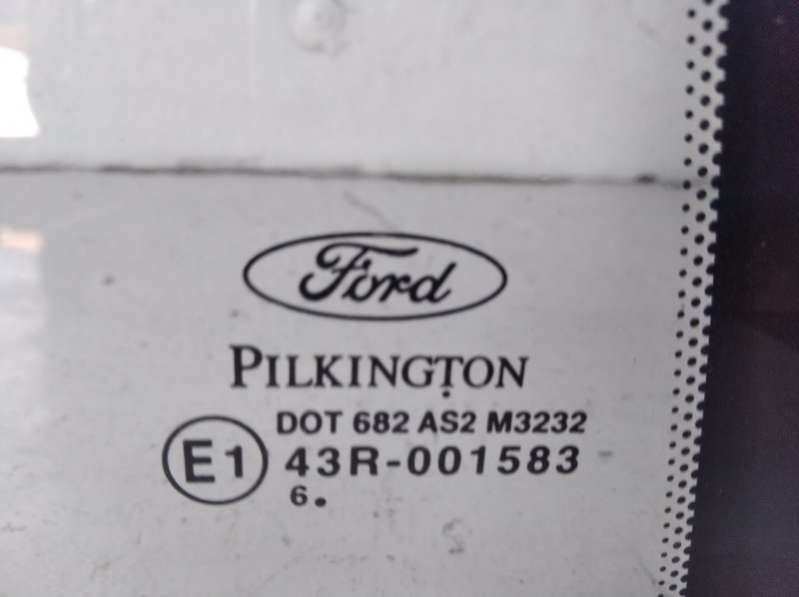 Ford
PILKINGTON
DOT 682 AS2 M3232
E1 43R-001583
6.